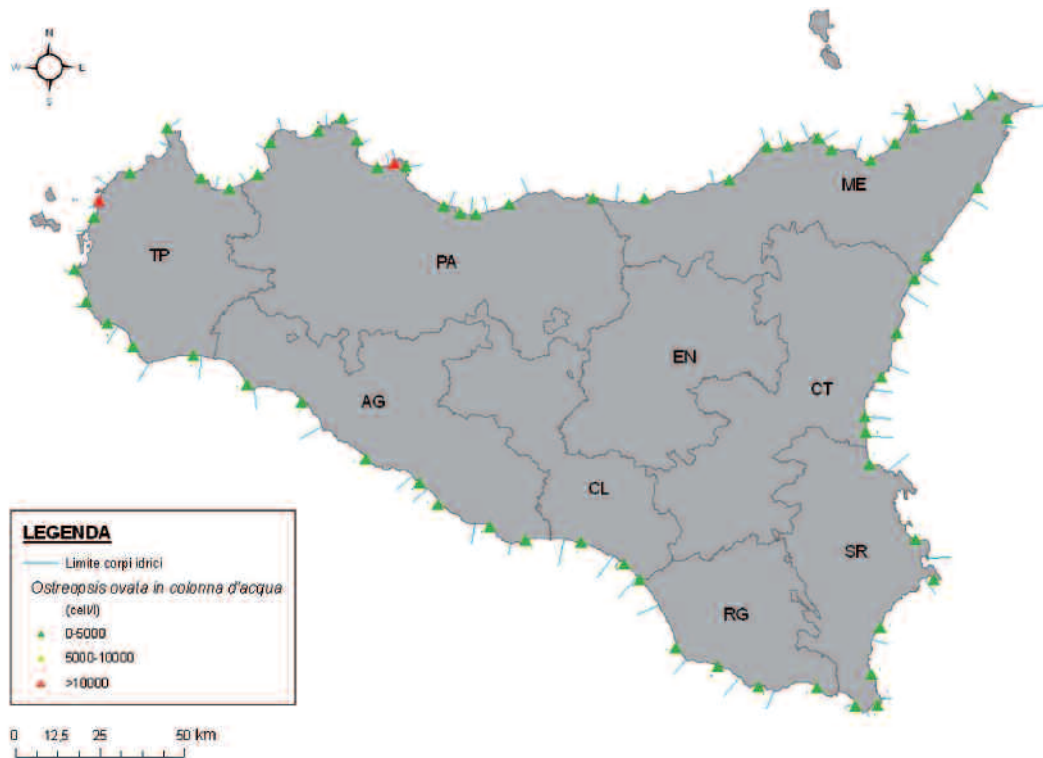 N
W E
S
ME
TP
PA
EN
AG
CT
CL
SR
RG
LEGENDA
Limite corpi idrici
Ostreopsis ovata in colonna d'acqua
(cell/l)
0-5000
5000-10000
>10000
0 12,5 25 50 km